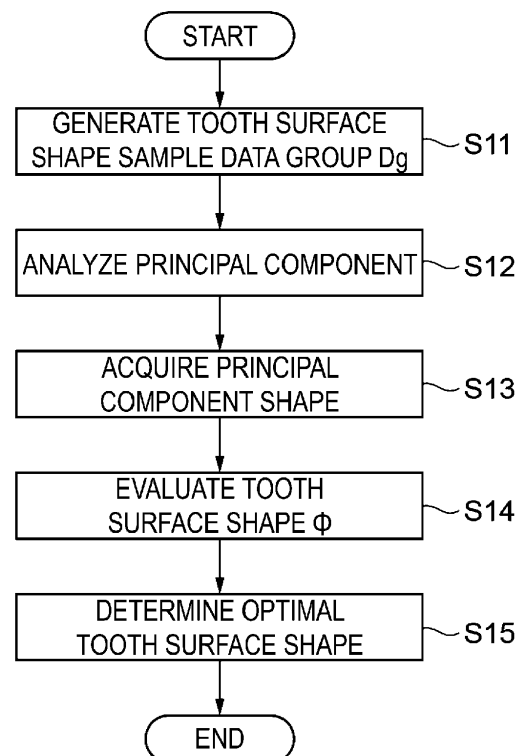 START
GENERATE TOOTH SURFACE
SHAPE SAMPLE DATA GROUP Dg
S11
ANALYZE PRINCIPAL COMPONENT
S12
ACQUIRE PRINCIPAL
COMPONENT SHAPE
S13
EVALUATE TOOTH
SURFACE SHAPE Φ
S14
DETERMINE OPTIMAL
TOOTH SURFACE SHAPE
S15
END